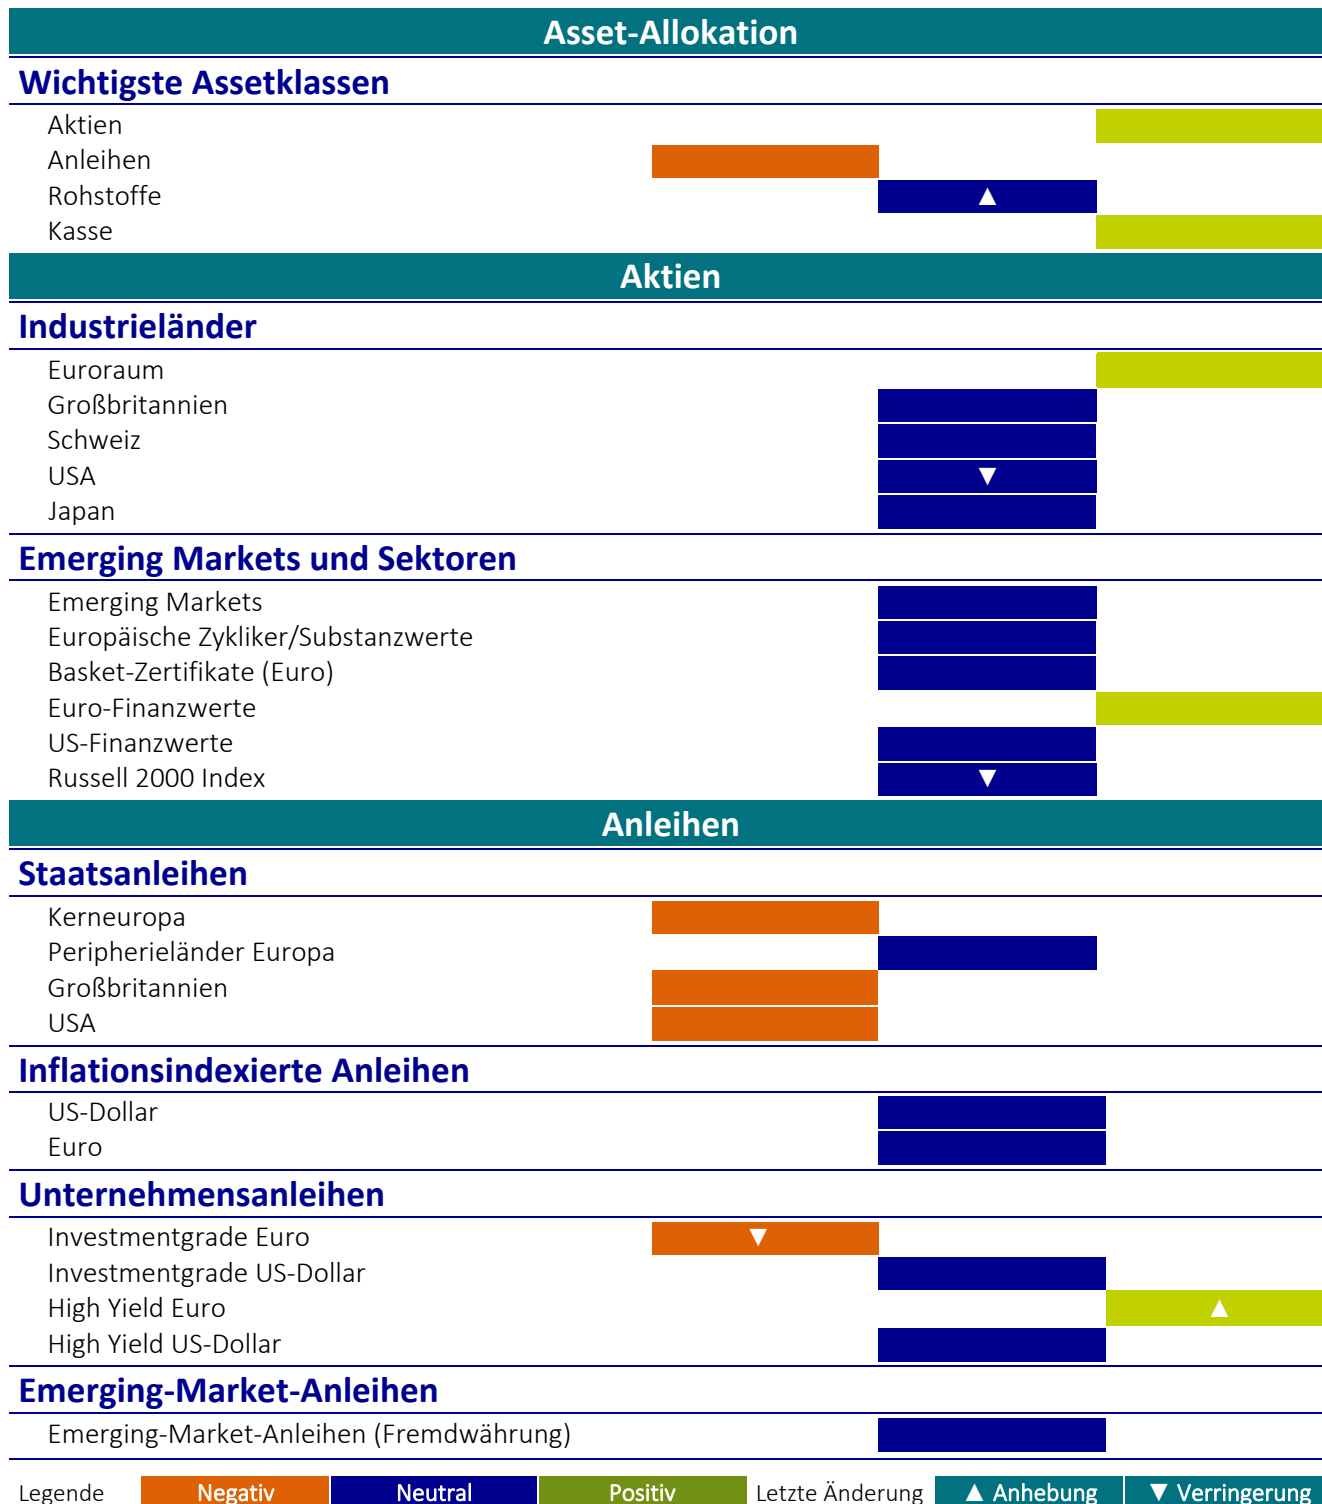 Asset-Allokation
Wichtigste Assetklassen
Aktien
Anleihen
Rohstoffe ▲
Kasse
Aktien
Industrieländer
Euroraum
Großbritannien
Schweiz
USA ▼
Japan
Emerging Markets und Sektoren
Emerging Markets
Europäische Zykliker/Substanzwerte
Basket-Zertifikate (Euro)
Euro-Finanzwerte
US-Finanzwerte
Russell 2000 Index ▼
Anleihen
Staatsanleihen
Kerneuropa
Peripherieländer Europa
Großbritannien
USA
Inflationsindexierte Anleihen
US-Dollar
Euro
Unternehmensanleihen
Investmentgrade Euro ▼
Investmentgrade US-Dollar
High Yield Euro ▲
High Yield US-Dollar
Emerging-Market-Anleihen
Emerging-Market-Anleihen (Fremdwährung)
Legende Negativ Neutral Positiv Letzte Änderung ▲ Anhebung ▼ Verringerung